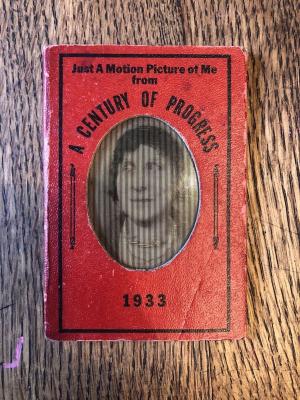 Just A Motion Picture of Me
from
A CENTURY OF PROGRESS
1933